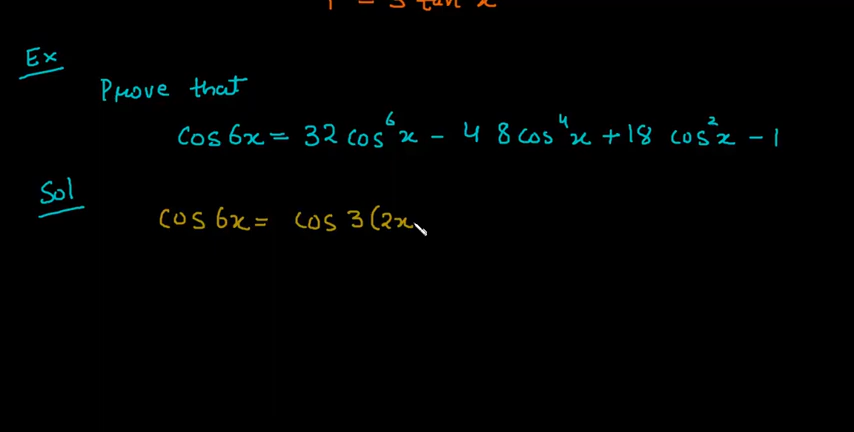 Ex
Prove that
cos 6x = 32 cos⁶x - 48 cos⁴x + 18 cos²x - 1
Sol
cos 6x = cos 3(2x